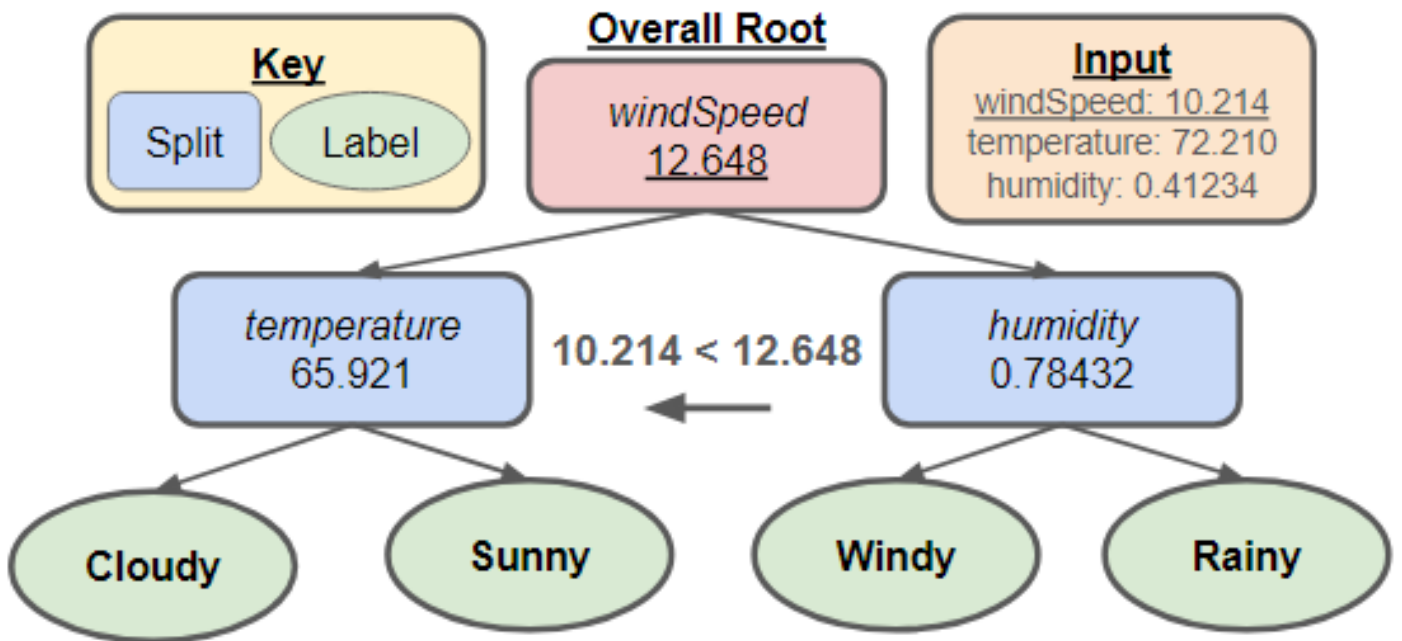 Key
Split
Label
Overall Root
windSpeed
12.648
Input
windSpeed: 10.214
temperature: 72.210
humidity: 0.41234
temperature
65.921
10.214 < 12.648
humidity
0.78432
Cloudy
Sunny
Windy
Rainy